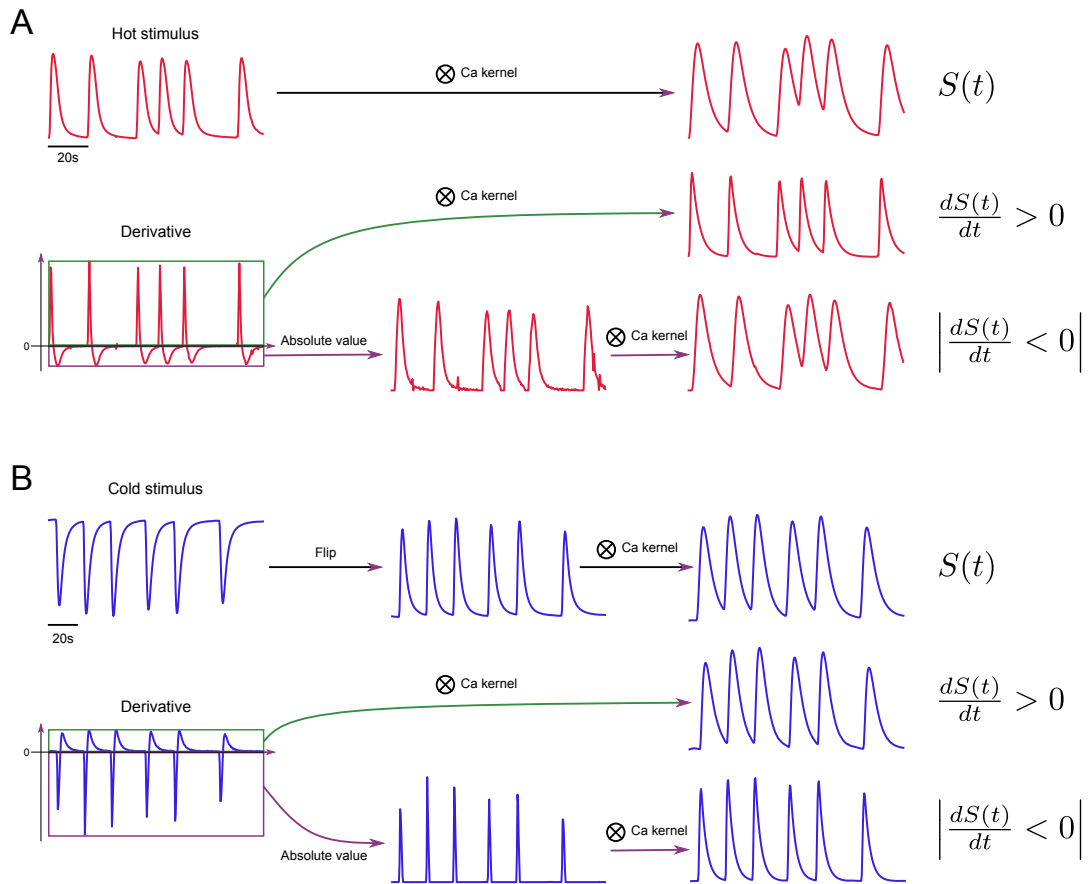 A
Hot stimulus
⊗ Ca kernel
S(t)
20s
⊗ Ca kernel
dS(t)/dt > 0
Derivative
0
Absolute value
⊗ Ca kernel
|dS(t)/dt < 0|
B
Cold stimulus
Flip
⊗ Ca kernel
S(t)
20s
⊗ Ca kernel
dS(t)/dt > 0
Derivative
0
Absolute value
⊗ Ca kernel
|dS(t)/dt < 0|